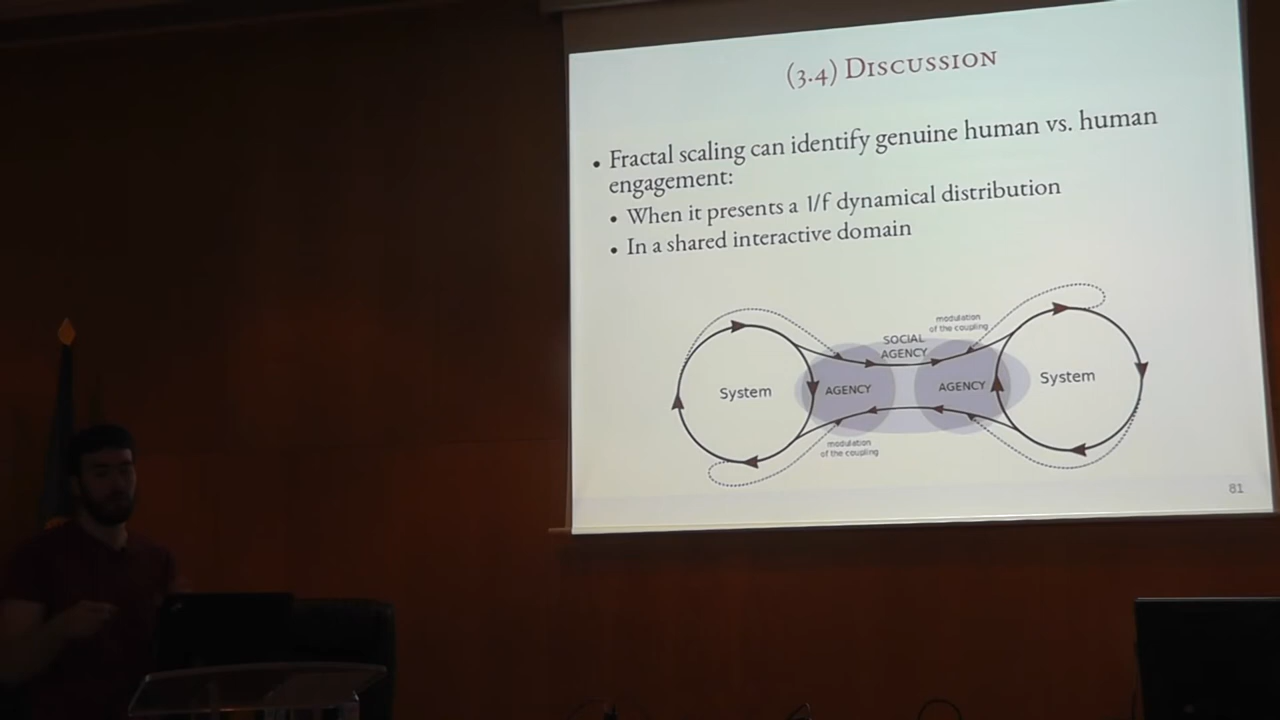 (3.4) Discussion
• Fractal scaling can identify genuine human vs. human
engagement:
• When it presents a 1/f dynamical distribution
• In a shared interactive domain
modulation
of the coupling
SOCIAL
AGENCY
System
AGENCY
AGENCY
System
modulation
of the coupling
81